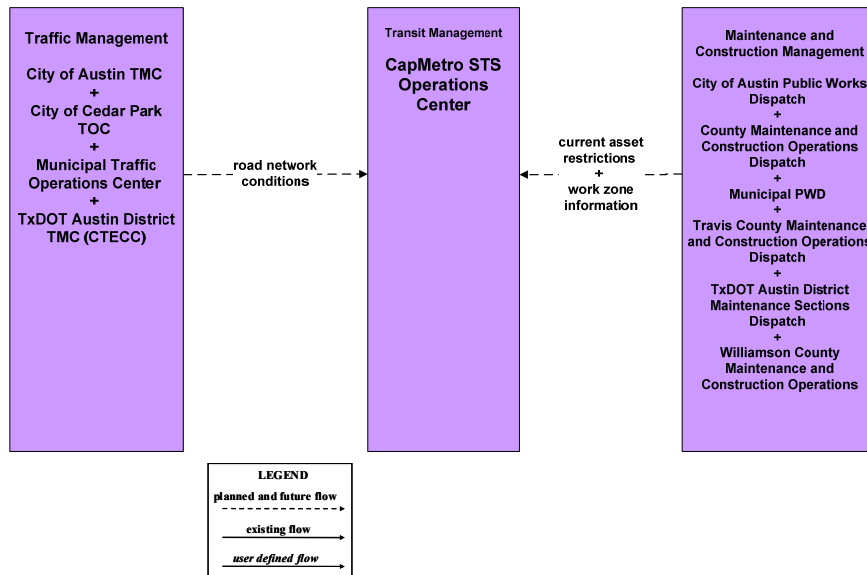 Traffic Management
City of Austin TMC
+
City of Cedar Park
TOC
+
Municipal Traffic
Operations Center
+
TxDOT Austin District
TMC (CTECC)
road network
conditions
Transit Management
CapMetro STS
Operations
Center
current asset
restrictions
+
work zone
information
Maintenance and
Construction Management
City of Austin Public Works
Dispatch
+
County Maintenance and
Construction Operations
Dispatch
+
Municipal PWD
+
Travis County Maintenance
and Construction Operations
Dispatch
+
TxDOT Austin District
Maintenance Sections
Dispatch
+
Williamson County
Maintenance and
Construction Operations
LEGEND
planned and future flow
existing flow
user defined flow